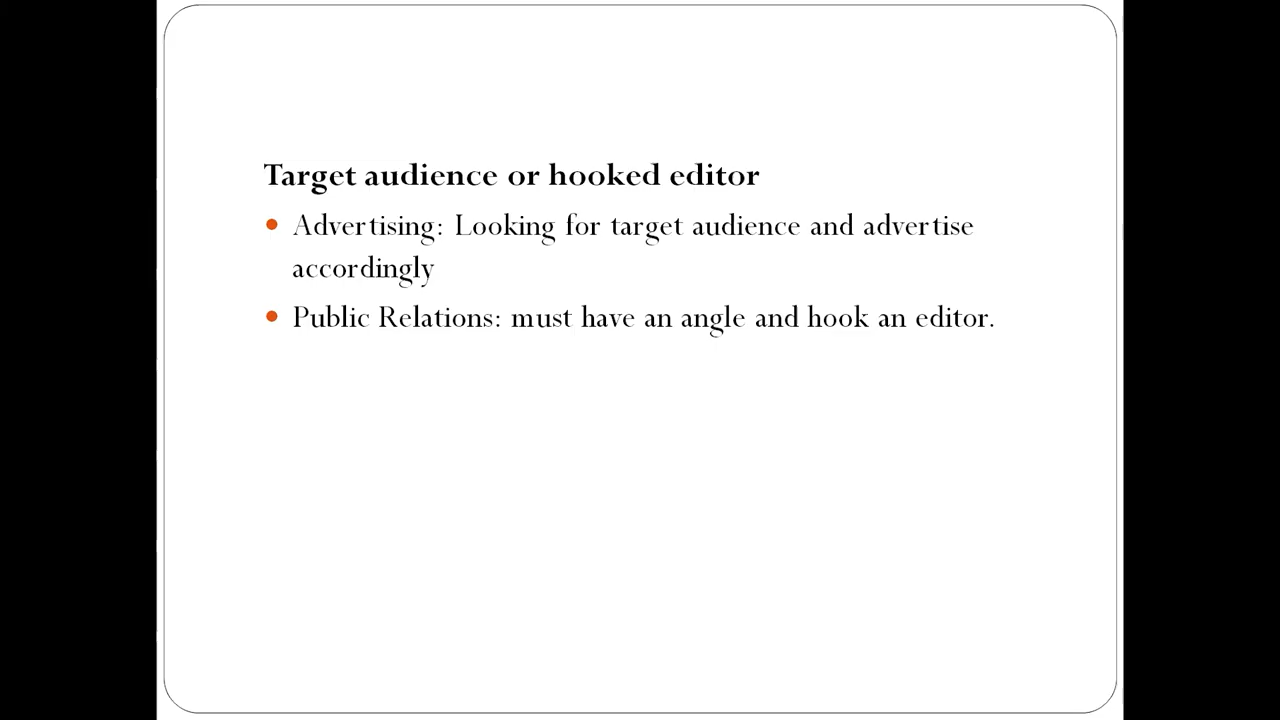 Target audience or hooked editor
Advertising: Looking for target audience and advertise
accordingly
Public Relations: must have an angle and hook an editor.